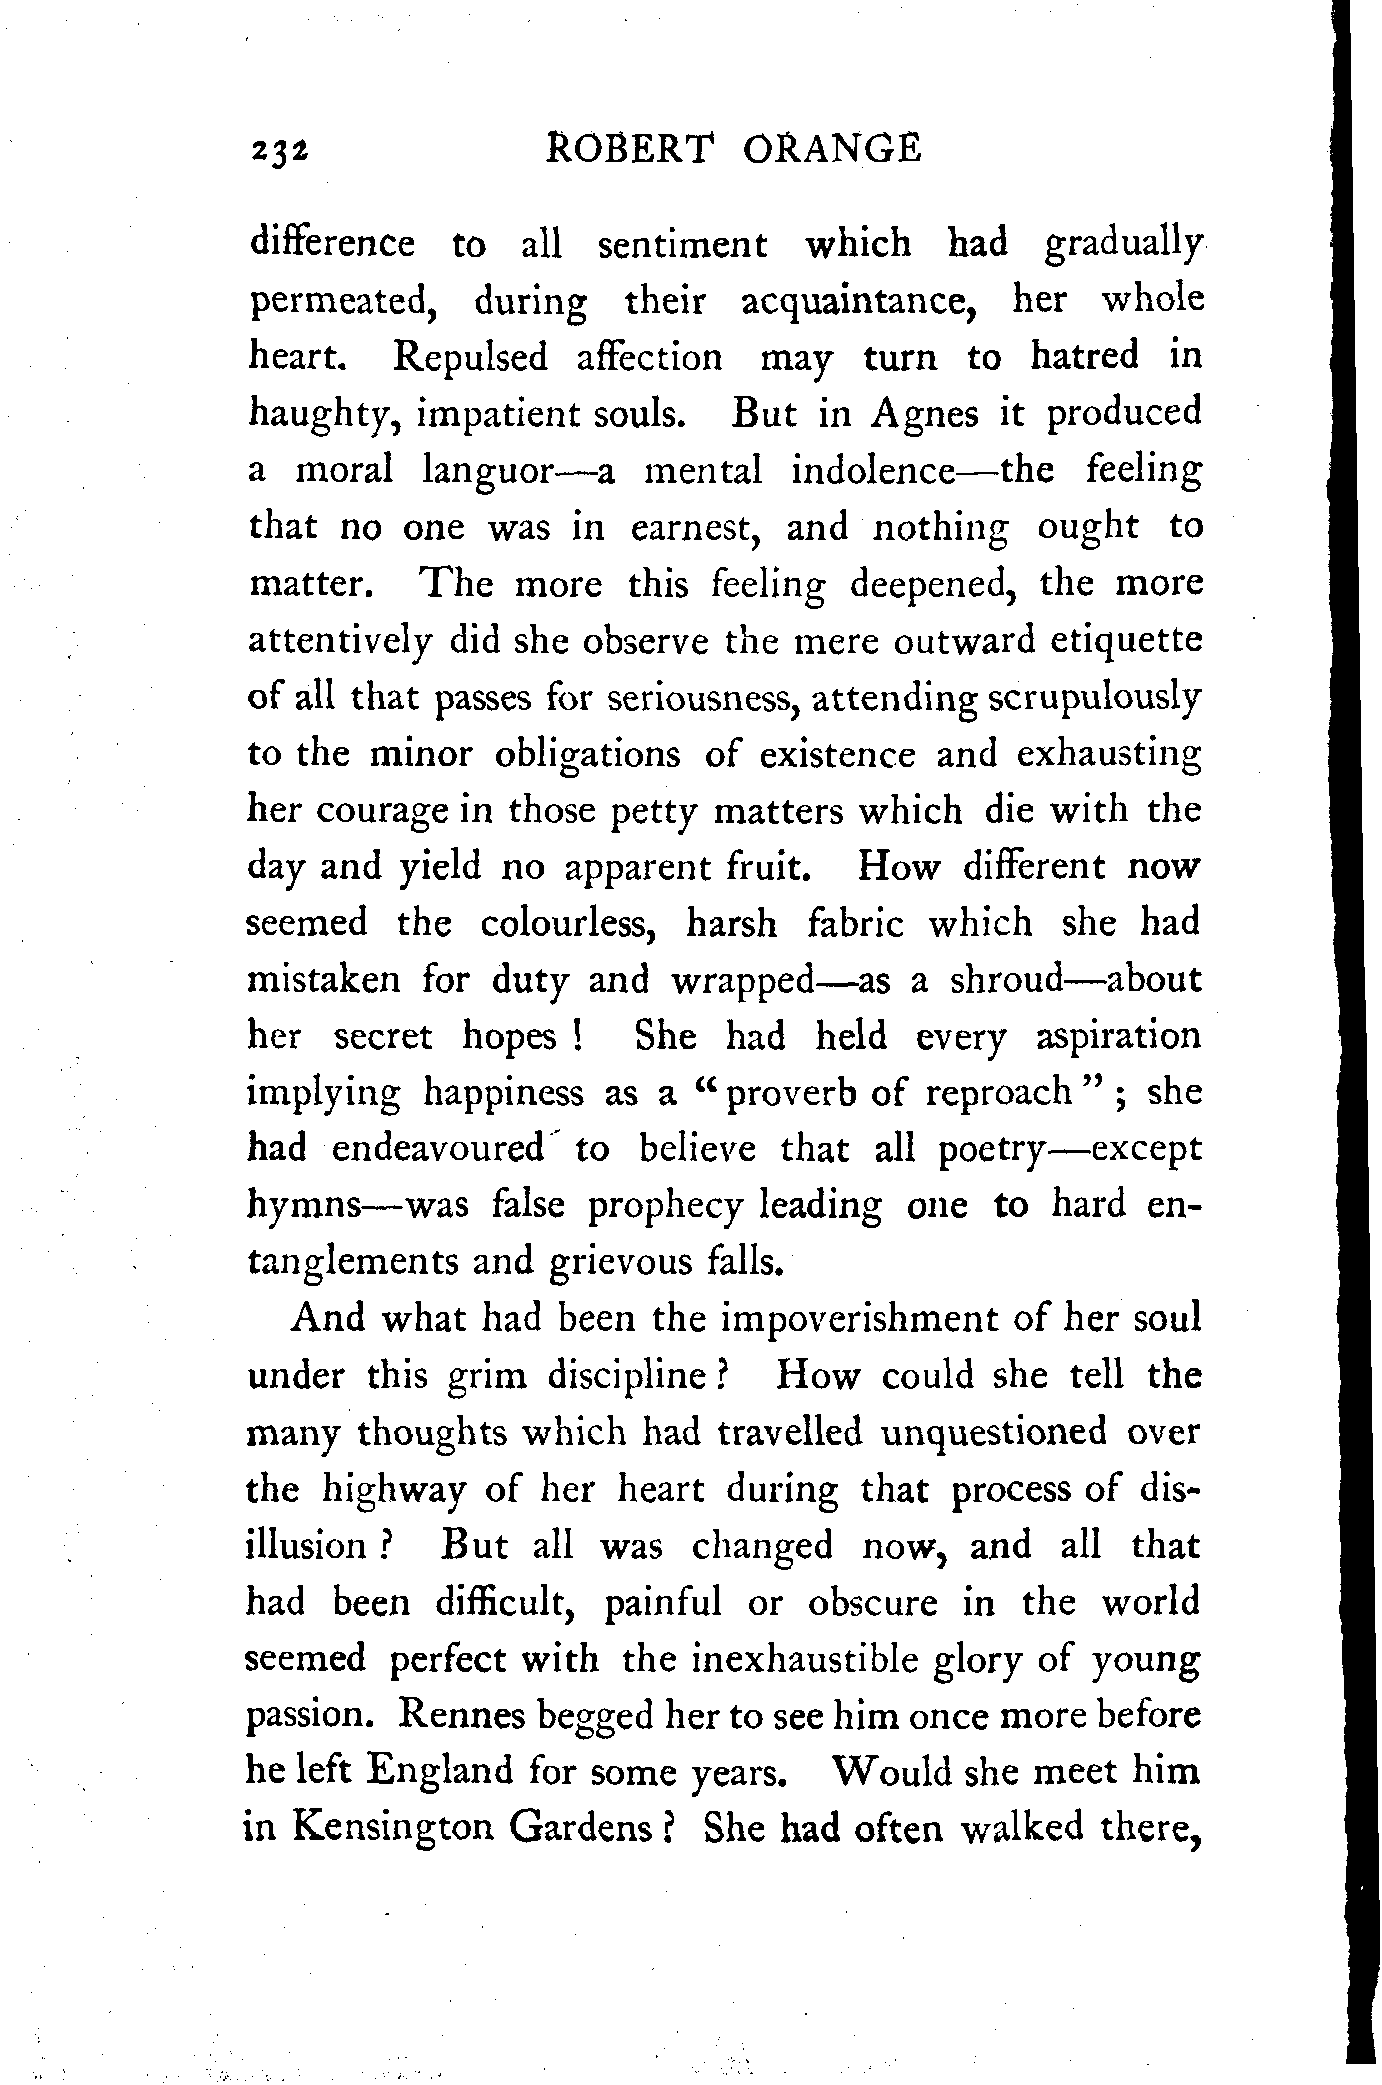 232 ROBERT ORANGE
difference to all sentiment which had gradually
permeated, during their acquaintance, her whole
heart. Repulsed affection may turn to hatred in
haughty, impatient souls. But in Agnes it produced
a moral languor—a mental indolence—the feeling
that no one was in earnest, and nothing ought to
matter. The more this feeling deepened, the more
attentively did she observe the mere outward etiquette
of all that passes for seriousness, attending scrupulously
to the minor obligations of existence and exhausting
her courage in those petty matters which die with the
day and yield no apparent fruit. How different now
seemed the colourless, harsh fabric which she had
mistaken for duty and wrapped—as a shroud—about
her secret hopes ! She had held every aspiration
implying happiness as a “ proverb of reproach ” ; she
had endeavoured to believe that all poetry—except
hymns—was false prophecy leading one to hard en-
tanglements and grievous falls.
And what had been the impoverishment of her soul
under this grim discipline ? How could she tell the
many thoughts which had travelled unquestioned over
the highway of her heart during that process of dis-
illusion ? But all was changed now, and all that
had been difficult, painful or obscure in the world
seemed perfect with the inexhaustible glory of young
passion. Rennes begged her to see him once more before
he left England for some years. Would she meet him
in Kensington Gardens ? She had often walked there,